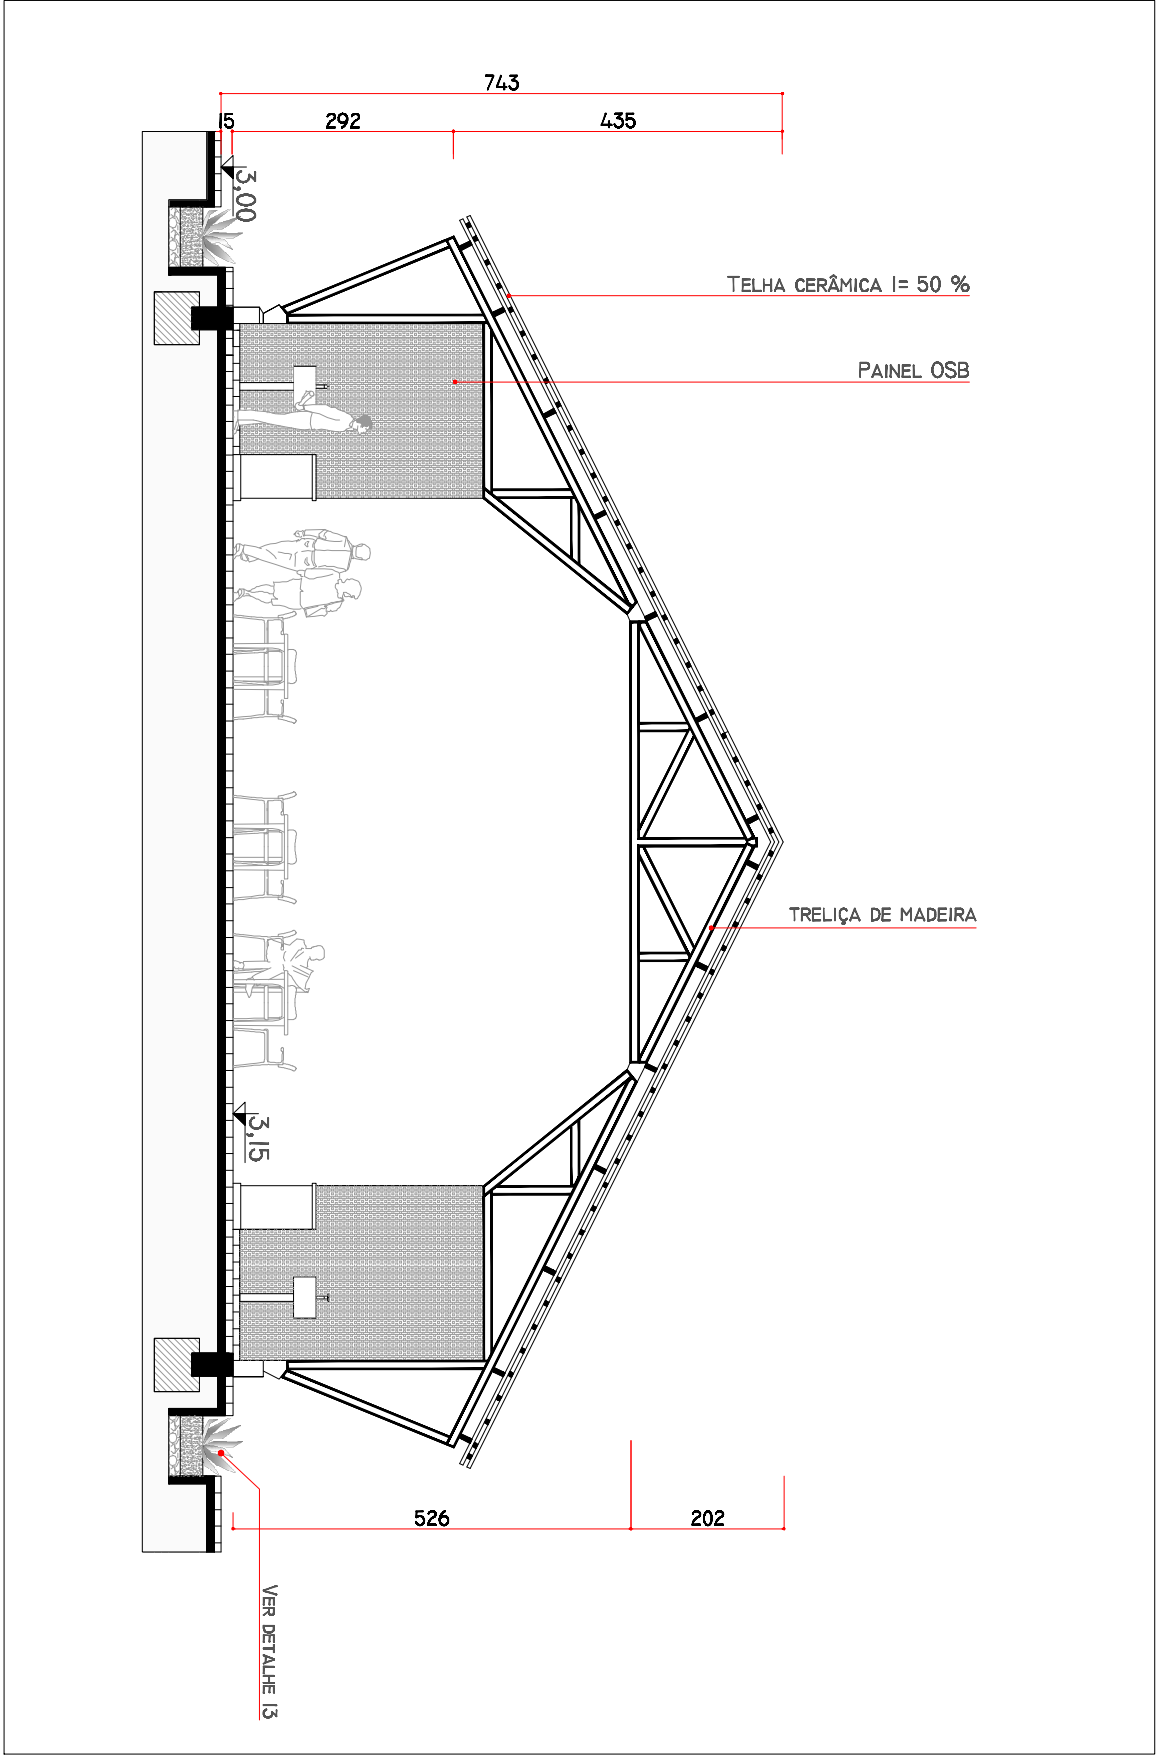 743
15
292
435
3,00
TELHA CERÂMICA I= 50 %
PAINEL OSB
TRELIÇA DE MADEIRA
3,15
526
202
VER DETALHE 13